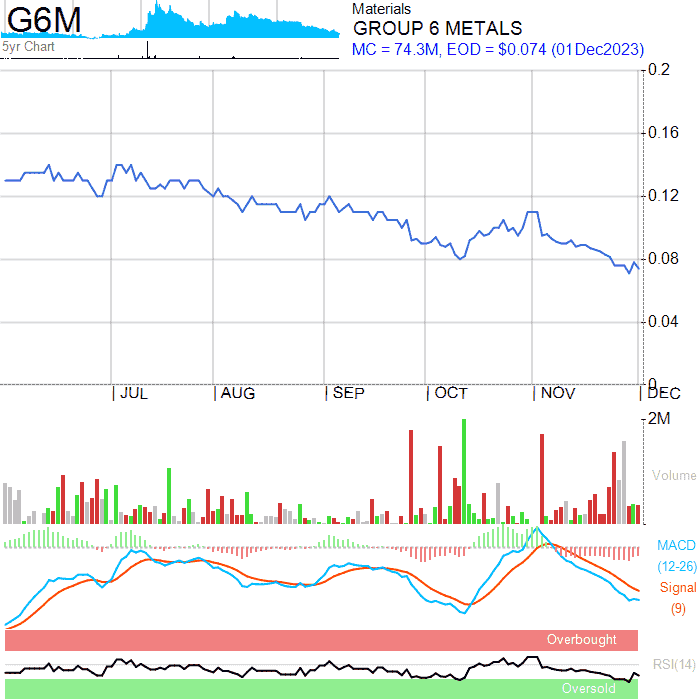 G6M
5yr Chart
Materials
GROUP 6 METALS
MC = 74.3M, EOD = $0.074 (01Dec2023)
0.2
0.16
0.12
0.08
0.04
0
JUL AUG SEP OCT NOV DEC
2M
Volume
MACD
(12-26)
Signal
(9)
Overbought
RSI(14)
Oversold